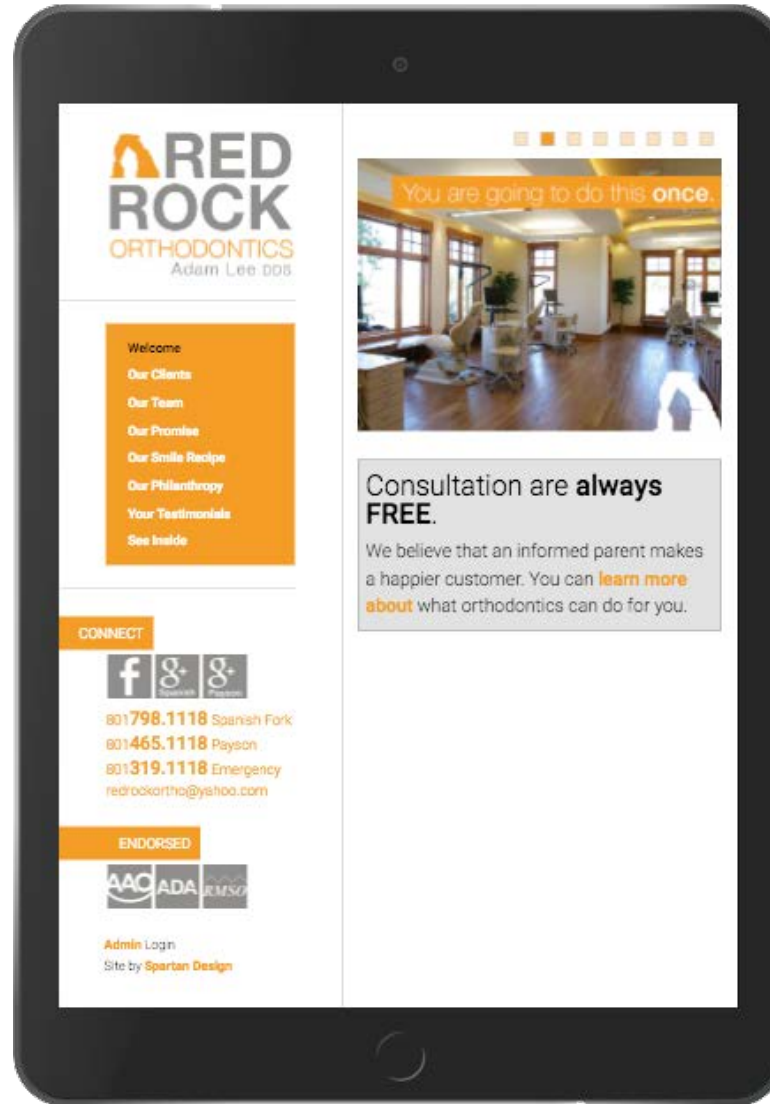 RED
ROCK
ORTHODONTICS
Adam Lee DDS
Welcome
Our Clients
Our Team
Our Promise
Our Smile Recipe
Our Philanthropy
Your Testimonials
See Inside
CONNECT
f g+ g+
Spanish Payson
801798.1118 Spanish Fork
801465.1118 Payson
801319.1118 Emergency
redrockortho@yahoo.com
ENDORSED
AAO ADA RMSO
Admin Login
Site by Spartan Design
You are going to do this once.
Consultation are always
FREE.
We believe that an informed parent makes
a happier customer. You can learn more
about what orthodontics can do for you.